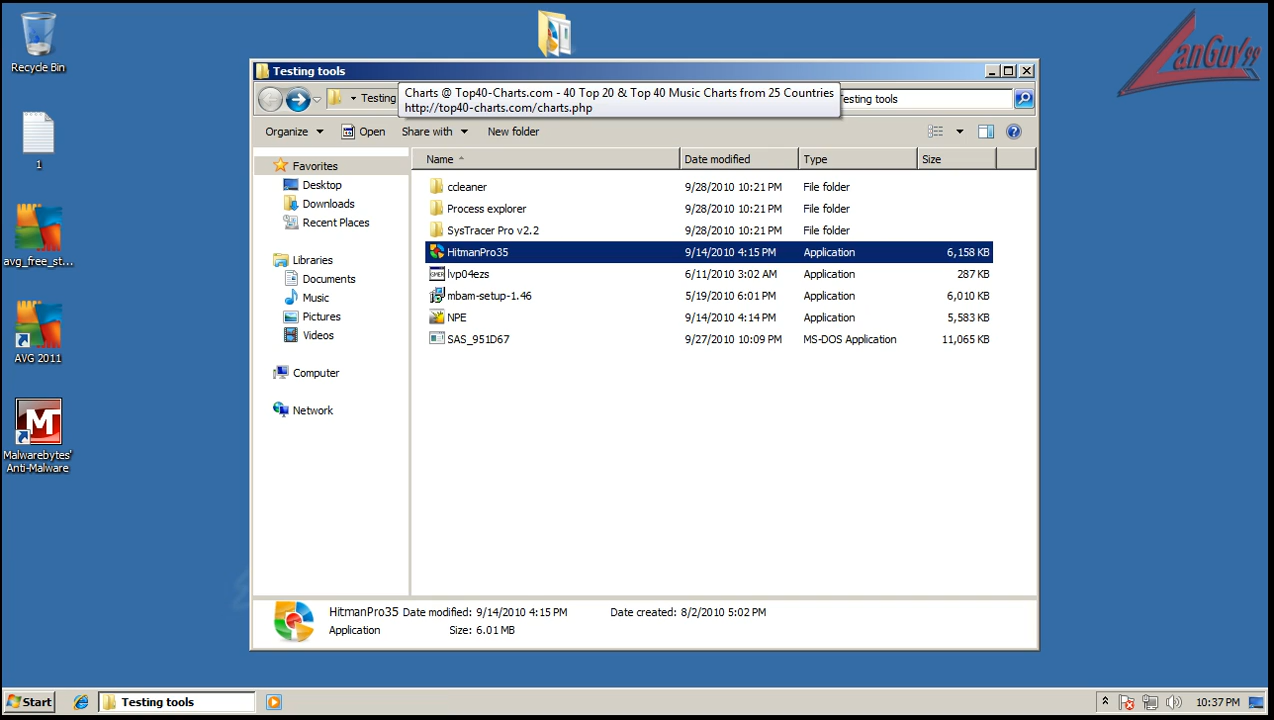 Recycle Bin
1
avg_free_st...
AVG 2011
Malwarebytes'
Anti-Malware
LanGuy99
Testing tools
Testing
Charts @ Top40-Charts.com - 40 Top 20 & Top 40 Music Charts from 25 Countries
http://top40-charts.com/charts.php
esting tools
Organize Open Share with New folder
Favorites
Desktop
Downloads
Recent Places
Libraries
Documents
Music
Pictures
Videos
Computer
Network
Name Date modified Type Size
ccleaner 9/28/2010 10:21 PM File folder
Process explorer 9/28/2010 10:21 PM File folder
SysTracer Pro v2.2 9/28/2010 10:21 PM File folder
HitmanPro35 9/14/2010 4:15 PM Application 6,158 KB
GMER lvp04ezs 6/11/2010 3:02 AM Application 287 KB
mbam-setup-1.46 5/19/2010 6:01 PM Application 6,010 KB
NPE 9/14/2010 4:14 PM Application 5,583 KB
SAS_951D67 9/27/2010 10:09 PM MS-DOS Application 11,065 KB
HitmanPro35 Date modified: 9/14/2010 4:15 PM Date created: 8/2/2010 5:02 PM
Application Size: 6.01 MB
Start Testing tools 10:37 PM